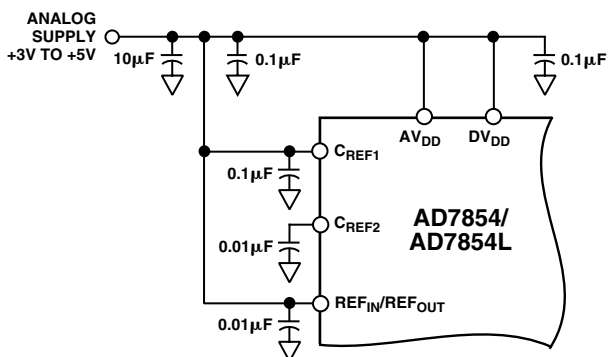 ANALOG
SUPPLY
+3V TO +5V
10µF
0.1µF
0.1µF
AVDD
DVDD
CREF1
0.1µF
CREF2
0.01µF
AD7854/
AD7854L
REFIN/REFOUT
0.01µF